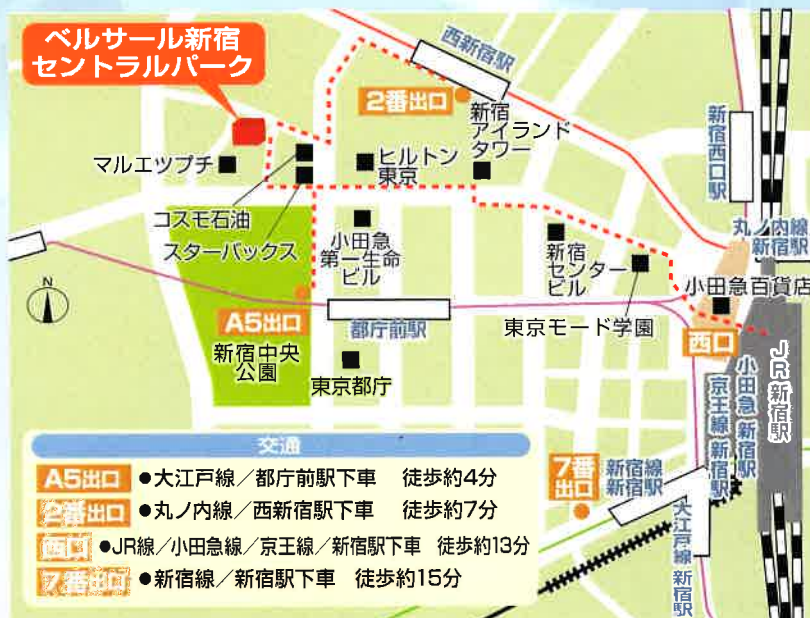 ベルサール新宿
セントラルパーク
西新宿駅
2番出口
新宿
アイランド
タワー
新宿西口駅
マルエツプチ
ヒルトン
東京
コスモ石油
スターバックス
小田急
第一生命
ビル
新宿
センター
ビル
丸ノ内線
新宿駅
小田急百貨店
N
A5出口
都庁前駅
東京モード学園
西口
新宿中央
公園
東京都庁
JR新宿駅
小田急 新宿駅
京王線 新宿駅
7番
出口
新宿線
新宿駅
大江戸線 新宿駅
交通
A5出口 ●大江戸線／都庁前駅下車 徒歩約4分
2番出口 ●丸ノ内線／西新宿駅下車 徒歩約7分
西口 ●JR線／小田急線／京王線／新宿駅下車 徒歩約13分
7番出口 ●新宿線／新宿駅下車 徒歩約15分